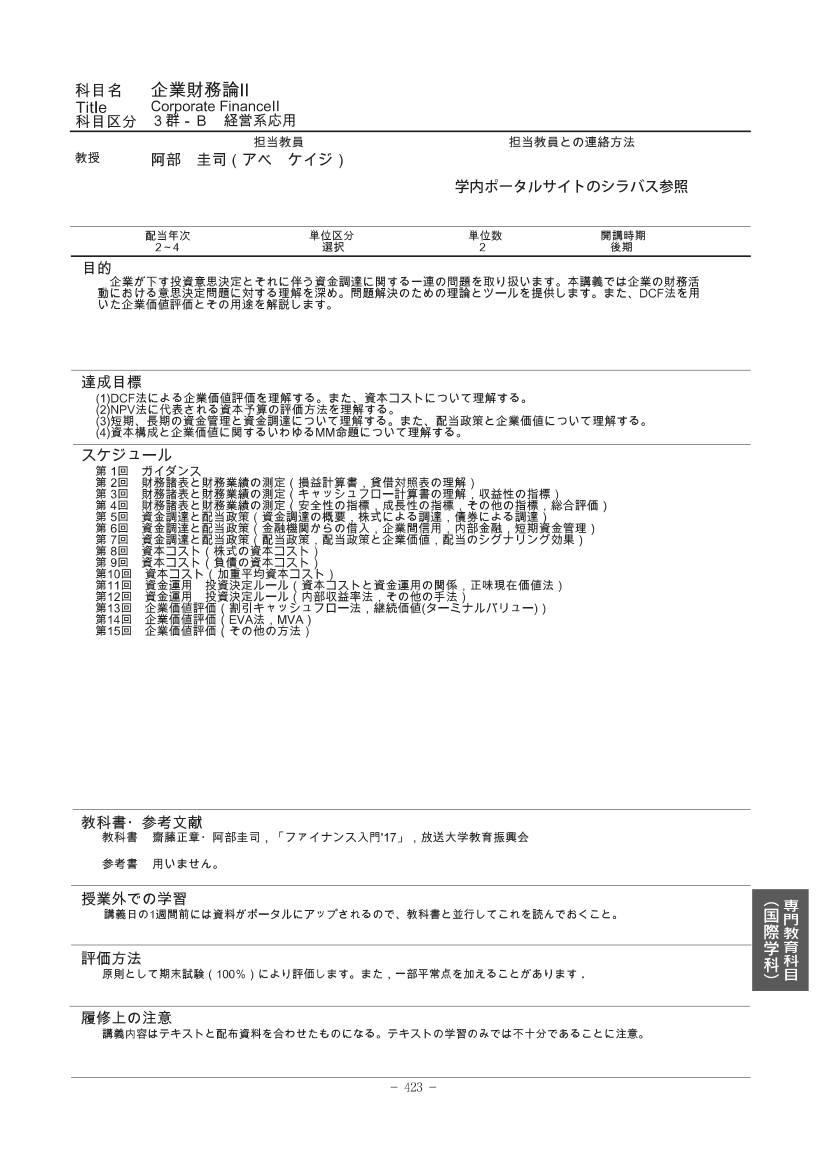 科目名 企業財務論II
Title Corporate FinanceII
科目区分 3群-B 経営系応用
担当教員 担当教員との連絡方法
教授 阿部 圭司(アベ ケイジ)
学内ポータルサイトのシラバス参照
配当年次 単位区分 単位数 開講時期
2~4 選択 2 後期
目的
企業が下す投資意思決定とそれに伴う資金調達に関する一連の問題を取り扱います。本講義では企業の財務活
動における意思決定問題に対する理解を深め。問題解決のための理論とツールを提供します。また、DCF法を用
いた企業価値評価とその用途を解説します。
達成目標
(1)DCF法による企業価値評価を理解する。また、資本コストについて理解する。
(2)NPV法に代表される資本予算の評価方法を理解する。
(3)短期、長期の資金管理と資金調達について理解する。また、配当政策と企業価値について理解する。
(4)資本構成と企業価値に関するいわゆるMM命題について理解する。
スケジュール
第 1回 ガイダンス
第 2回 財務諸表と財務業績の測定(損益計算書,貸借対照表の理解)
第 3回 財務諸表と財務業績の測定(キャッシュフロー計算書の理解,収益性の指標)
第 4回 財務諸表と財務業績の測定(安全性の指標,成長性の指標,その他の指標,総合評価)
第 5回 資金調達と配当政策(資金調達の概要,株式による調達,債券による調達)
第 6回 資金調達と配当政策(金融機関からの借入,企業間信用,内部金融,短期資金管理)
第 7回 資金調達と配当政策(配当政策,配当政策と企業価値,配当のシグナリング効果)
第 8回 資本コスト(株式の資本コスト)
第 9回 資本コスト(負債の資本コスト)
第10回 資本コスト(加重平均資本コスト)
第11回 資金運用 投資決定ルール(資本コストと資金運用の関係,正味現在価値法)
第12回 資金運用 投資決定ルール(内部収益率法,その他の手法)
第13回 企業価値評価(割引キャッシュフロー法,継続価値(ターミナルバリュー))
第14回 企業価値評価(EVA法,MVA)
第15回 企業価値評価(その他の方法)
教科書・参考文献
教科書 齋藤正章・阿部圭司,「ファイナンス入門'17」,放送大学教育振興会
参考書 用いません。
授業外での学習
講義日の1週間前には資料がポータルにアップされるので、教科書と並行してこれを読んでおくこと。
評価方法
原則として期末試験(100%)により評価します。また,一部平常点を加えることがあります.
履修上の注意
講義内容はテキストと配布資料を合わせたものになる。テキストの学習のみでは不十分であることに注意。
専門教育科目
(国際学科)
- 423 -